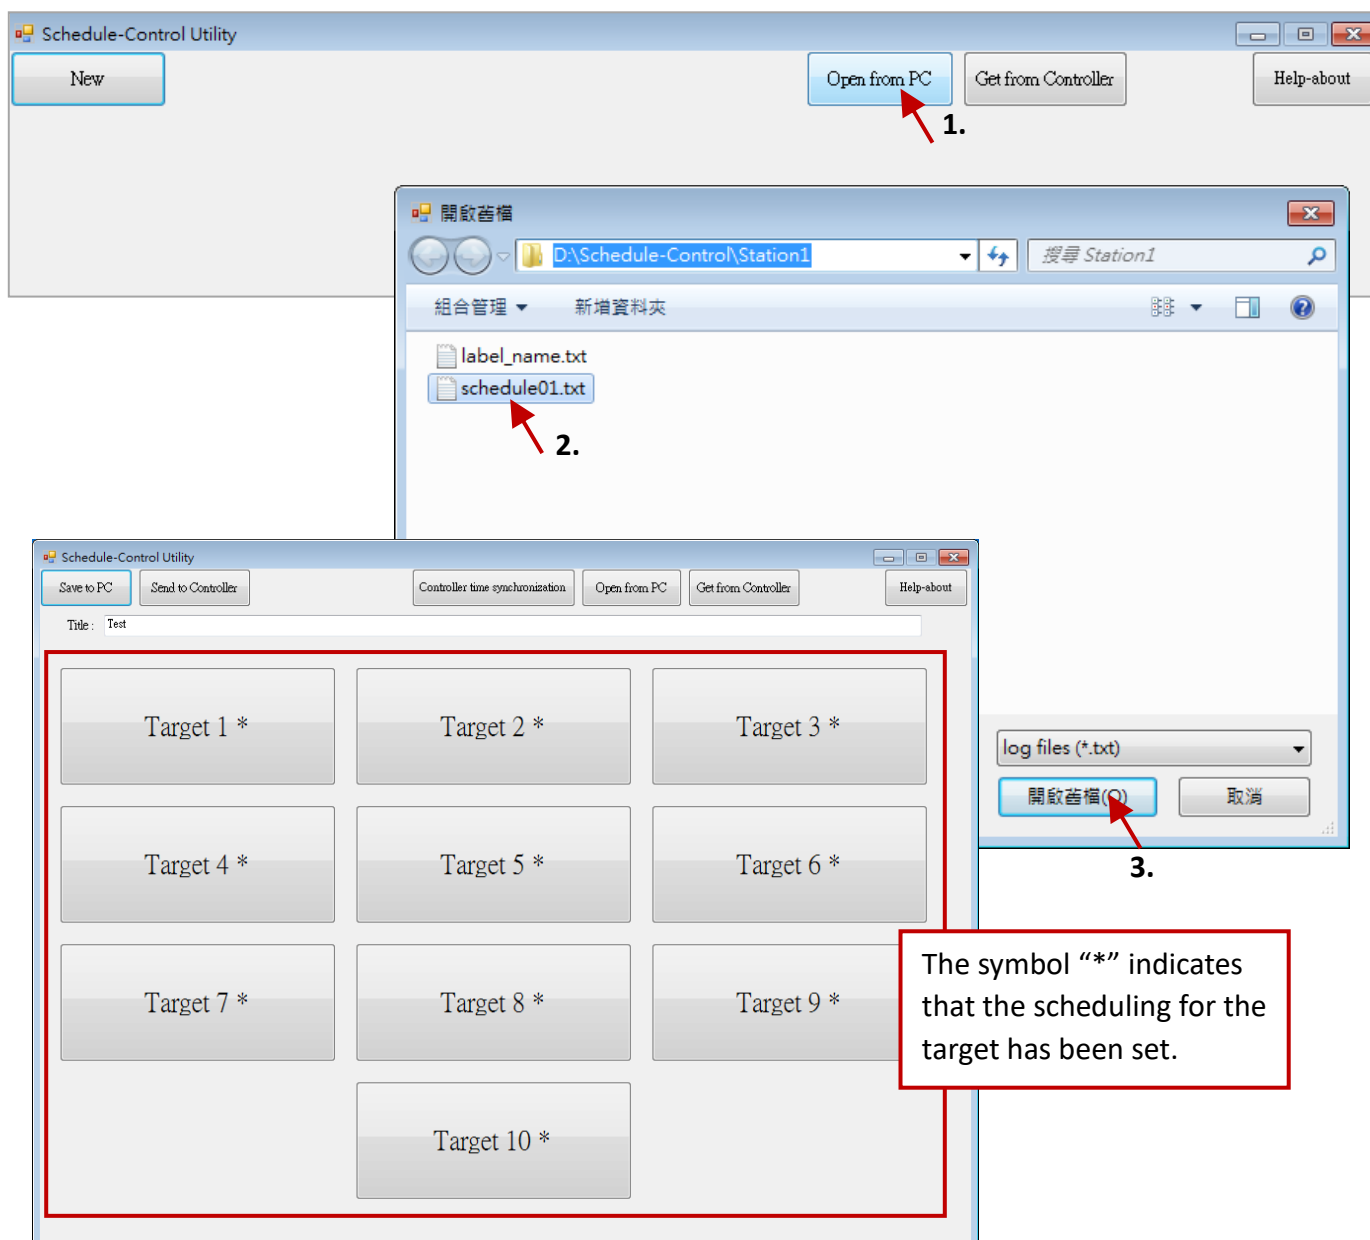 Schedule-Control Utility
New
Open from PC
Get from Controller
Help-about
1.
開啟舊檔
D:\Schedule-Control\Station1
搜尋 Station1
組合管理
新增資料夾
label_name.txt
schedule01.txt
2.
log files (*.txt)
開啟舊檔(O)
取消
3.
Schedule-Control Utility
Save to PC
Send to Controller
Controller time synchronization
Open from PC
Get from Controller
Help-about
Title :
Test
Target 1 *
Target 2 *
Target 3 *
Target 4 *
Target 5 *
Target 6 *
Target 7 *
Target 8 *
Target 9 *
Target 10 *
The symbol “*” indicates
that the scheduling for the
target has been set.